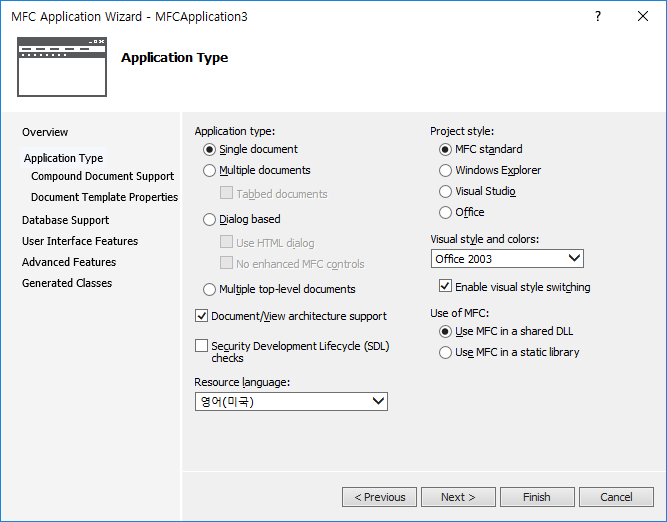 MFC Application Wizard - MFCApplication3
Application Type
Overview
Application Type
Compound Document Support
Document Template Properties
Database Support
User Interface Features
Advanced Features
Generated Classes
Application type:
Single document
Multiple documents
Tabbed documents
Dialog based
Use HTML dialog
No enhanced MFC controls
Multiple top-level documents
Document/View architecture support
Security Development Lifecycle (SDL)
checks
Resource language:
영어(미국)
Project style:
MFC standard
Windows Explorer
Visual Studio
Office
Visual style and colors:
Office 2003
Enable visual style switching
Use of MFC:
Use MFC in a shared DLL
Use MFC in a static library
< Previous
Next >
Finish
Cancel